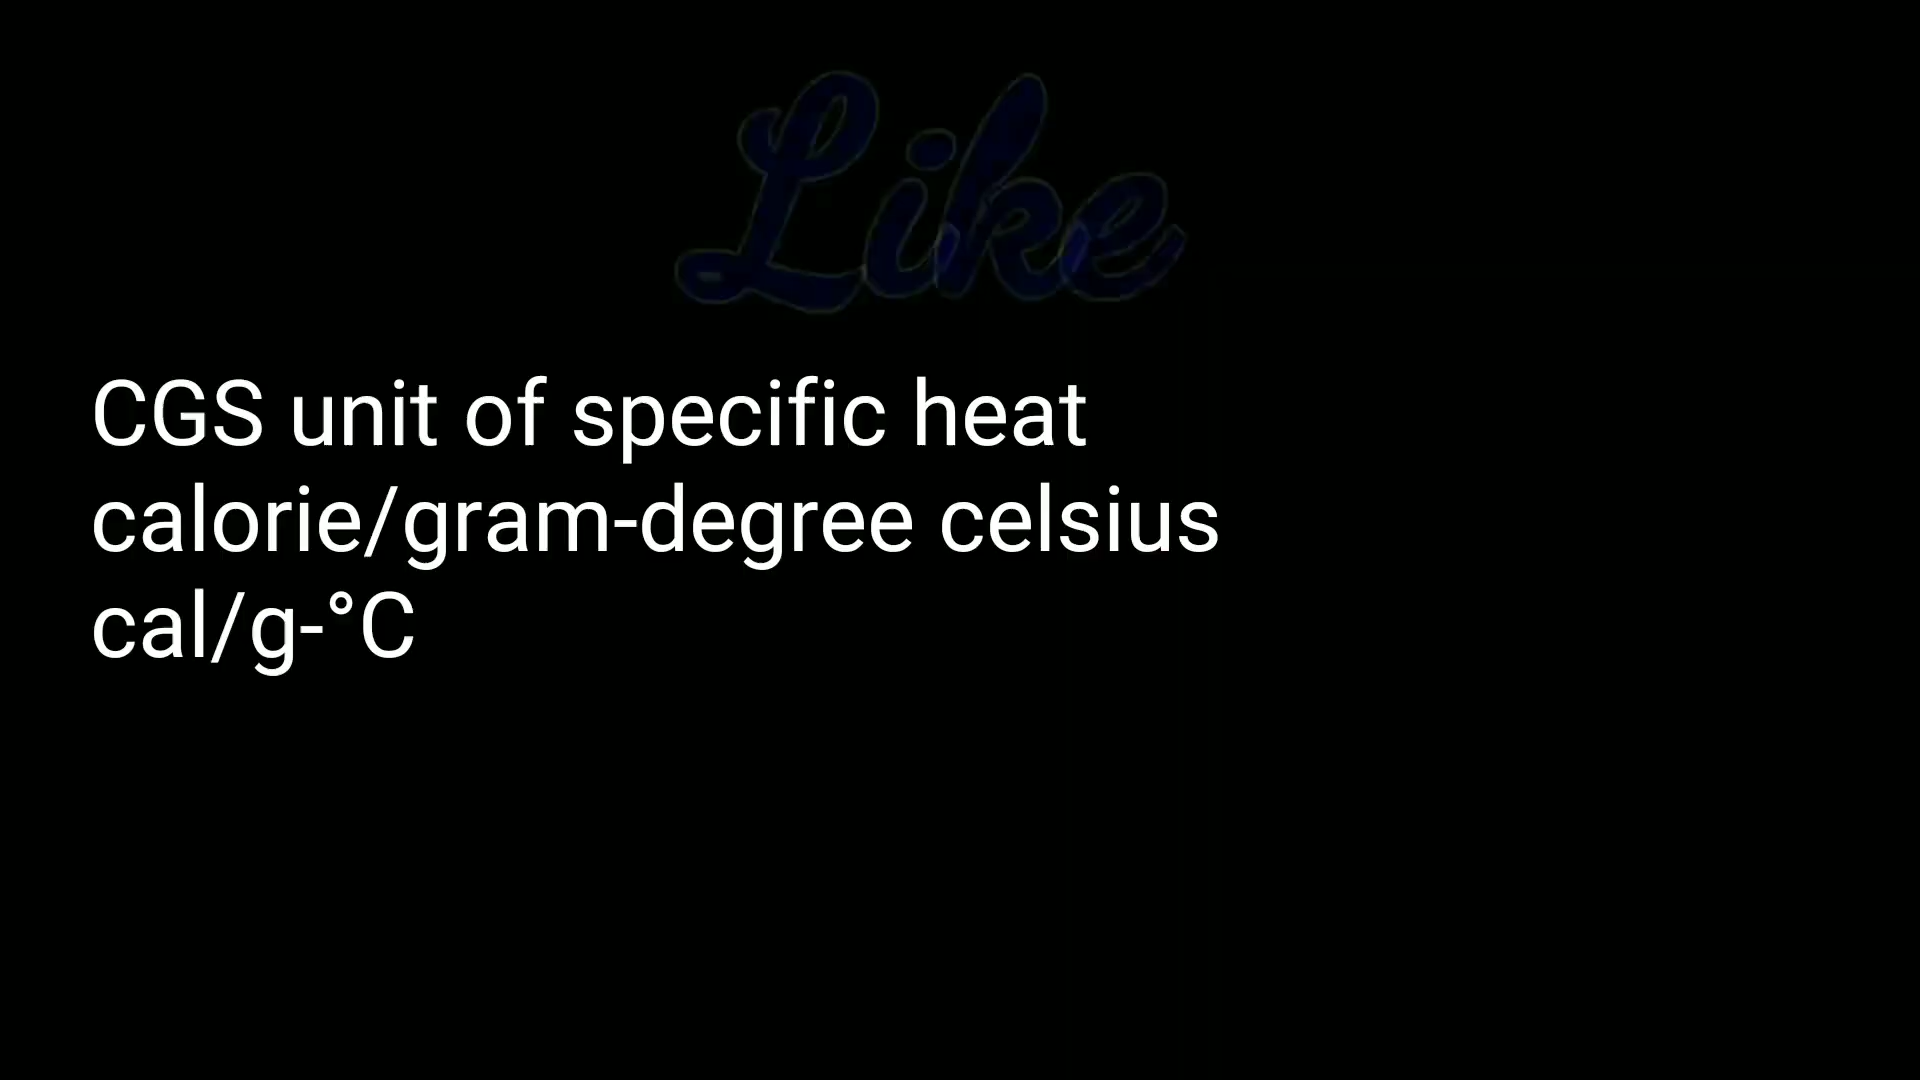 Like
CGS unit of specific heat
calorie/gram-degree celsius
cal/g-°C